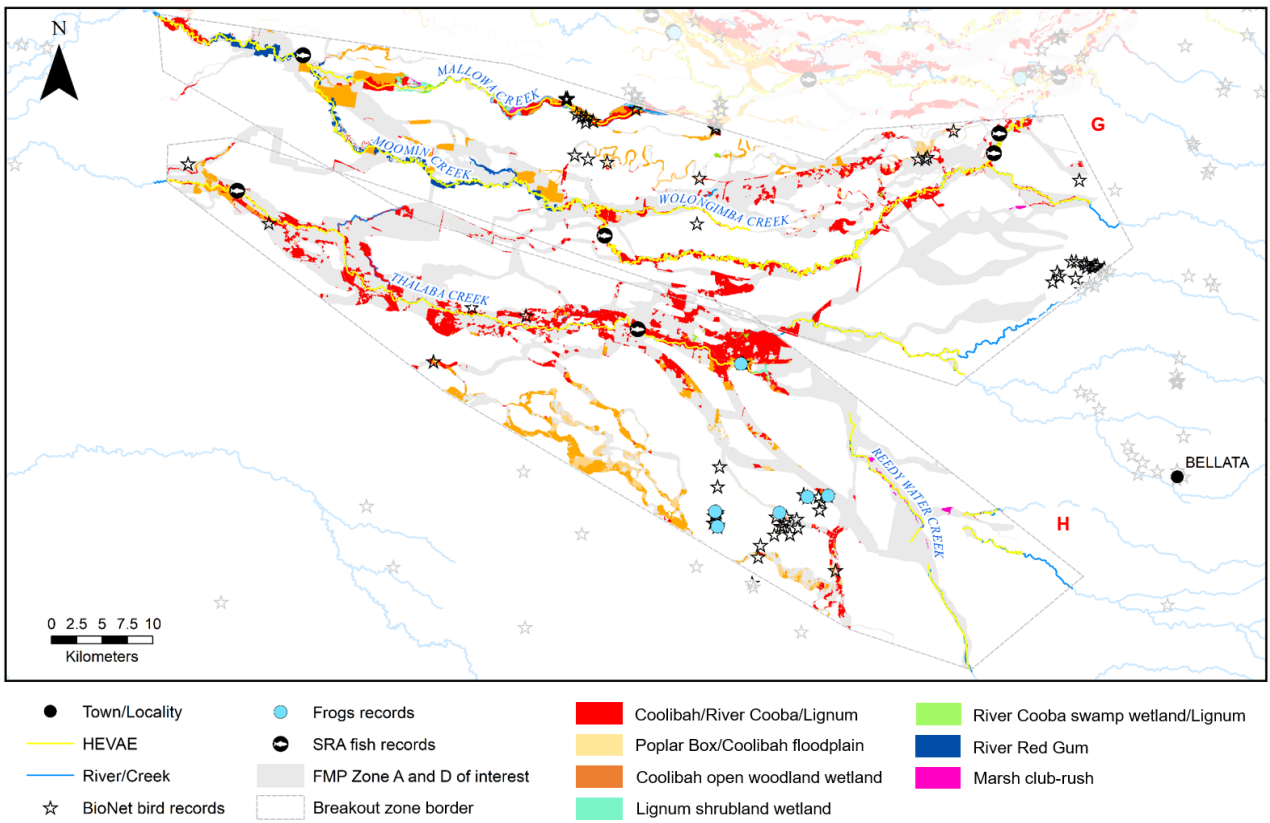 N
MALLOWA CREEK
G
MOOMIN CREEK
WOLONGIMBA CREEK
THALABA CREEK
BELLATA
REEDY WATER CREEK
H
0 2.5 5 7.5 10
Kilometers
Town/Locality
HEVAE
River/Creek
BioNet bird records
Frogs records
SRA fish records
FMP Zone A and D of interest
Breakout zone border
Coolibah/River Cooba/Lignum
Poplar Box/Coolibah floodplain
Coolibah open woodland wetland
Lignum shrubland wetland
River Cooba swamp wetland/Lignum
River Red Gum
Marsh club-rush